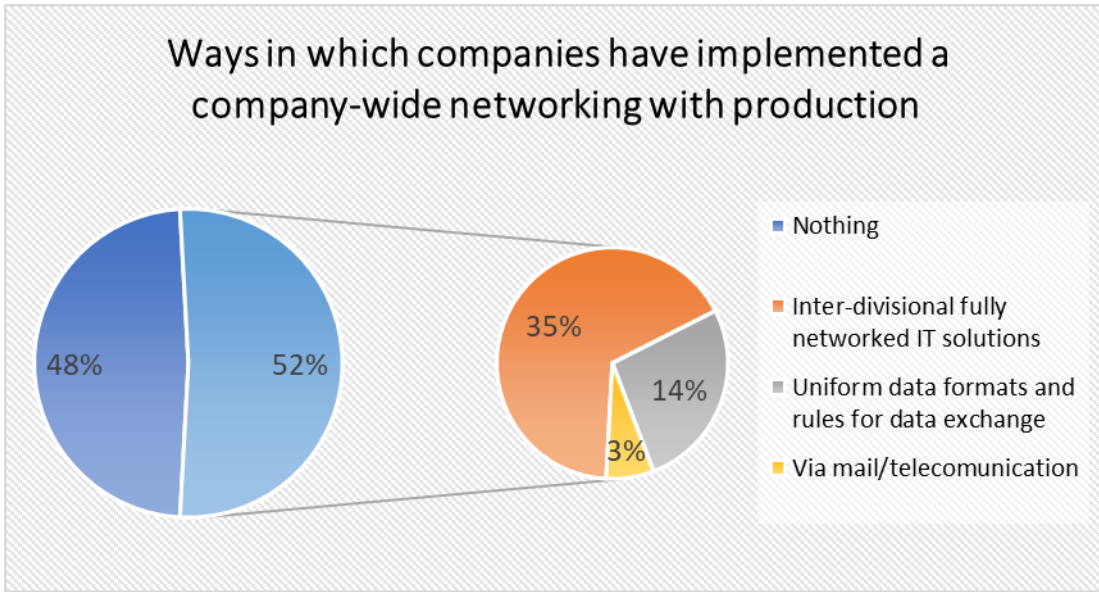 Ways in which companies have implemented a
company-wide networking with production
48%
52%
35%
14%
3%
Nothing
Inter-divisional fully
networked IT solutions
Uniform data formats and
rules for data exchange
Via mail/telecomunication